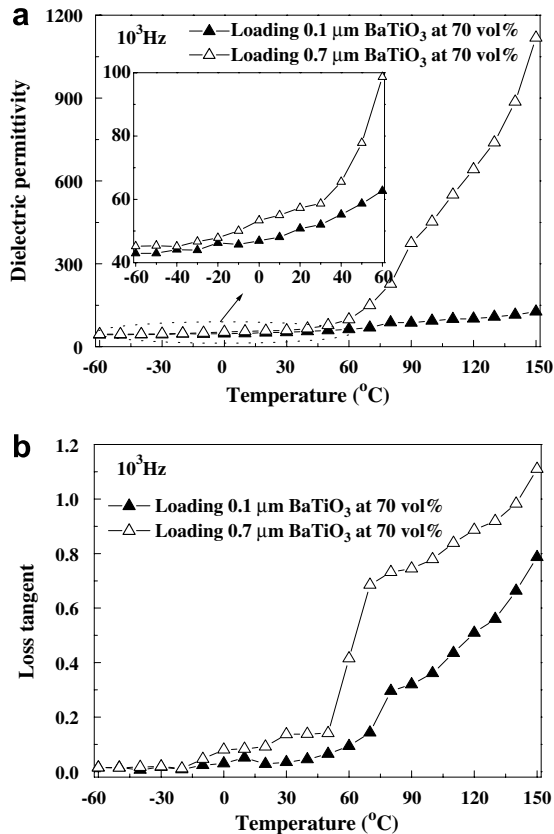 a
10³Hz
Loading 0.1 μm BaTiO₃ at 70 vol%
Loading 0.7 μm BaTiO₃ at 70 vol%
Dielectric permittivity
1200
900
600
300
0
100
80
60
40
-60 -40 -20 0 20 40 60
-60 -30 0 30 60 90 120 150
Temperature (°C)
b
10³Hz
Loading 0.1 μm BaTiO₃ at 70 vol%
Loading 0.7 μm BaTiO₃ at 70 vol%
Loss tangent
1.2
1.0
0.8
0.6
0.4
0.2
0.0
-60 -30 0 30 60 90 120 150
Temperature (°C)